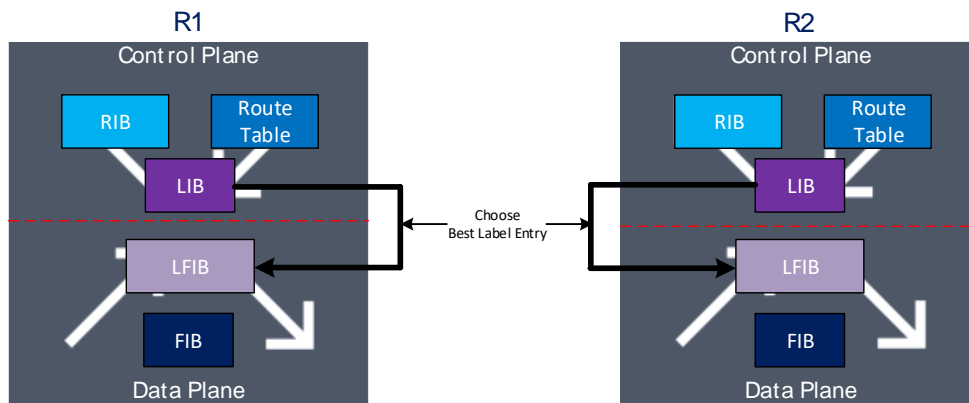 R1
Control Plane
RIB
Route
Table
LIB
LFIB
FIB
Data Plane
Choose
Best Label Entry
R2
Control Plane
RIB
Route
Table
LIB
LFIB
FIB
Data Plane